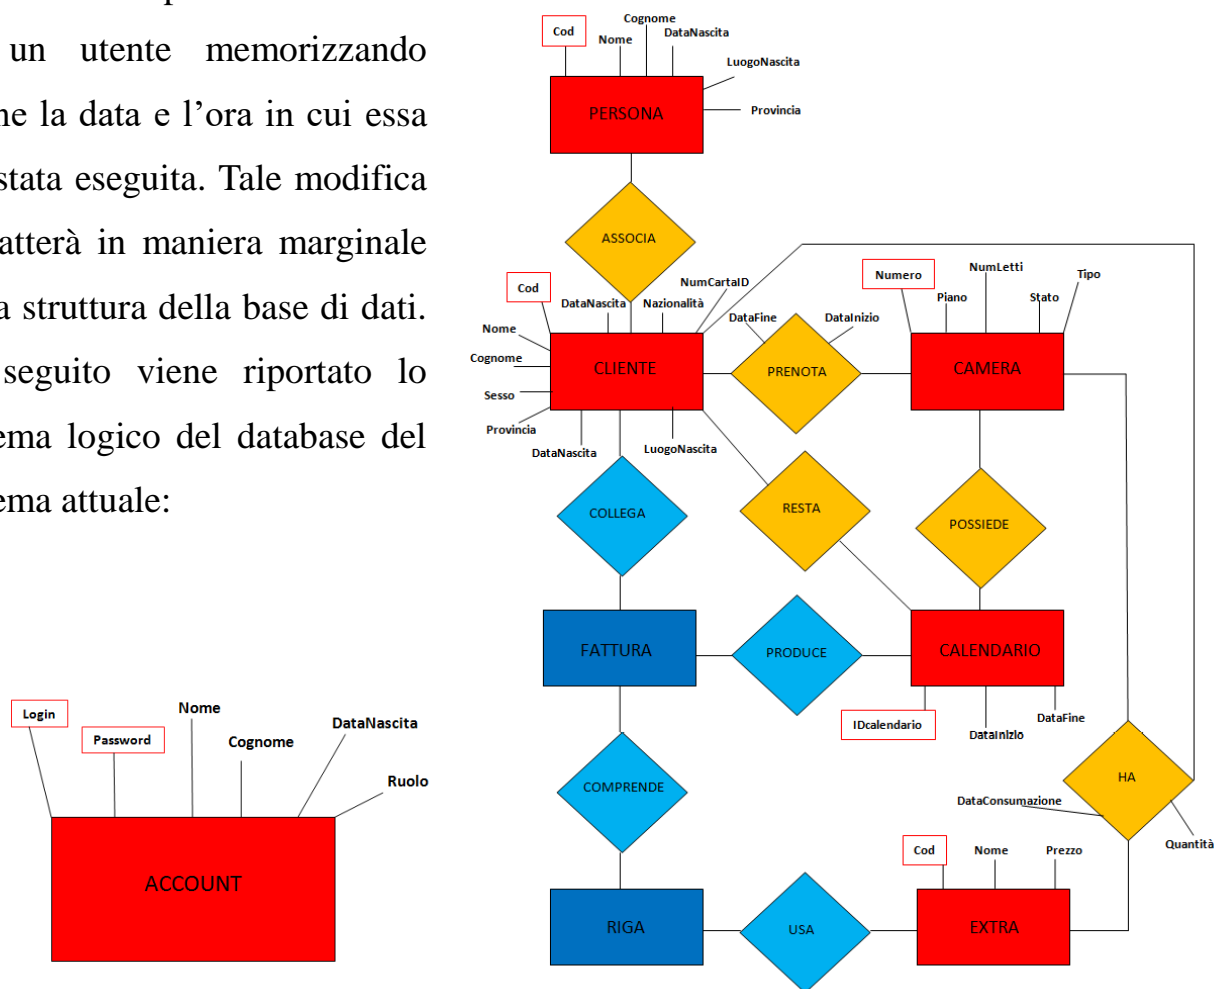 un utente memorizzando
la data e l’ora in cui essa
stata eseguita. Tale modifica
in maniera marginale
struttura della base di dati.
seguito viene riportato lo
logico del database del
attuale:
Cod
Nome
Cognome
DataNascita
LuogoNascita
Provincia
PERSONA
ASSOCIA
Cod
DataNascita
Nazionalità
NumCartaID
Nome
Cognome
Sesso
Provincia
DataNascita
LuogoNascita
CLIENTE
DataFine
DataInizio
PRENOTA
Numero
Piano
NumLetti
Stato
Tipo
CAMERA
COLLEGA
RESTA
POSSIEDE
FATTURA
PRODUCE
CALENDARIO
IDcalendario
DataInizio
DataFine
COMPRENDE
HA
DataConsumazione
Quantità
Cod
Nome
Prezzo
RIGA
USA
EXTRA
Login
Password
Nome
Cognome
DataNascita
Ruolo
ACCOUNT